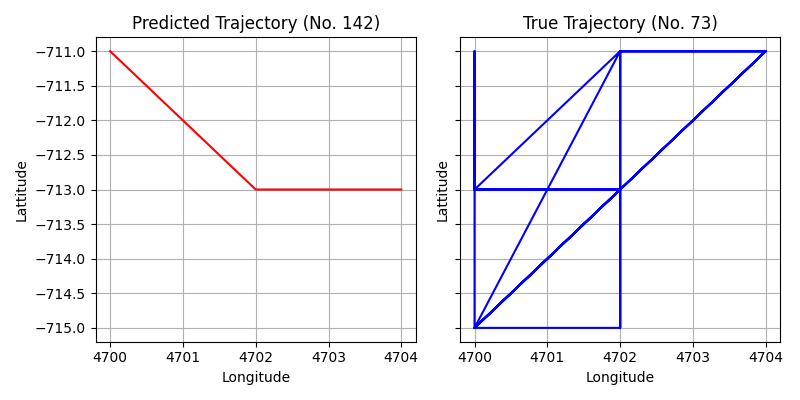 Predicted Trajectory (No. 142)
True Trajectory (No. 73)
−711.0
−711.5
−712.0
−712.5
−713.0
−713.5
−714.0
−714.5
−715.0
Lattitude
Lattitude
4700 4701 4702 4703 4704
4700 4701 4702 4703 4704
Longitude
Longitude